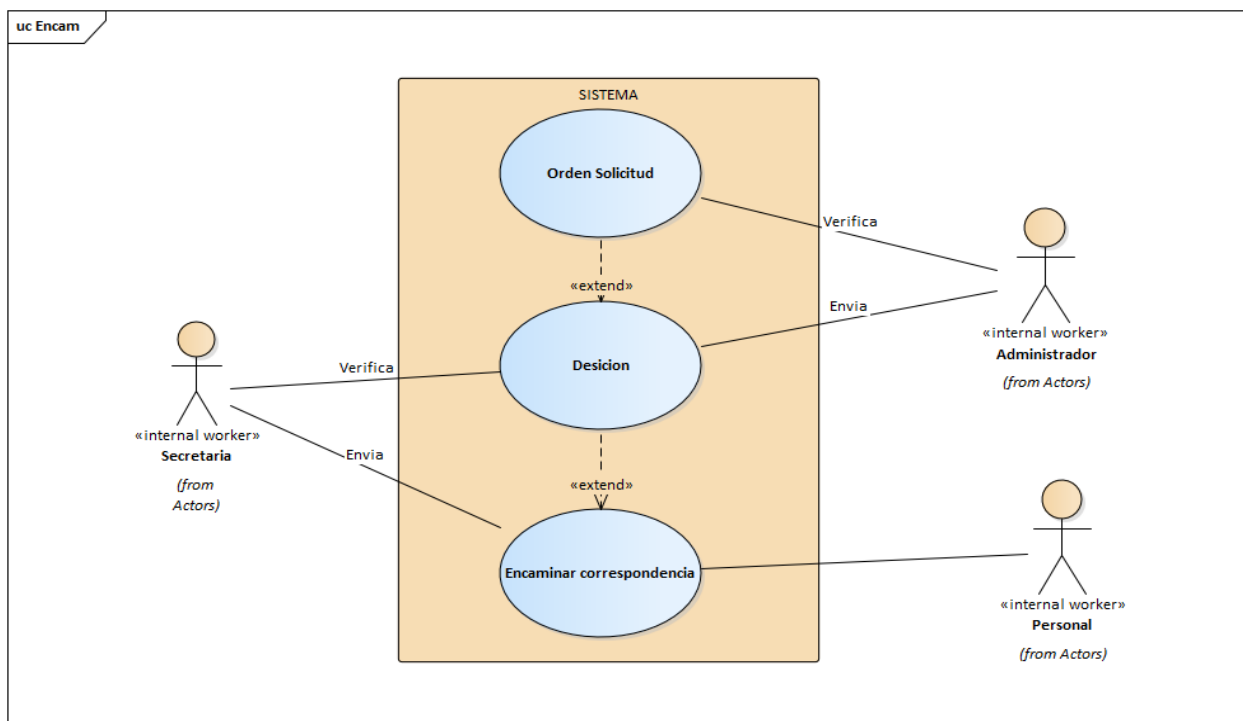 uc Encam
SISTEMA
Orden Solicitud
Verifica
«extend»
Envia
«internal worker»
Administrador
(from Actors)
Desicion
Verifica
«internal worker»
Secretaria
(from
Actors)
Envia
«extend»
Encaminar correspondencia
«internal worker»
Personal
(from Actors)